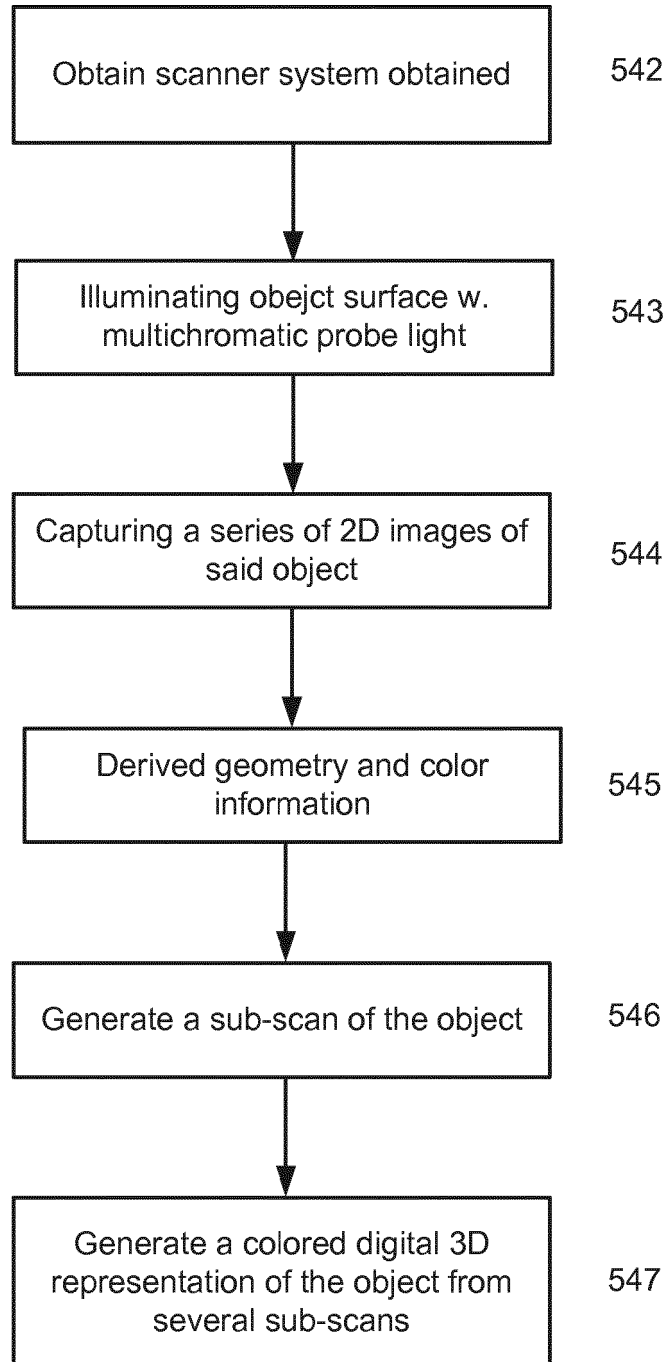 Obtain scanner system obtained
542
Illuminating obejct surface w.
multichromatic probe light
543
Capturing a series of 2D images of
said object
544
Derived geometry and color
information
545
Generate a sub-scan of the object
546
Generate a colored digital 3D
representation of the object from
several sub-scans
547